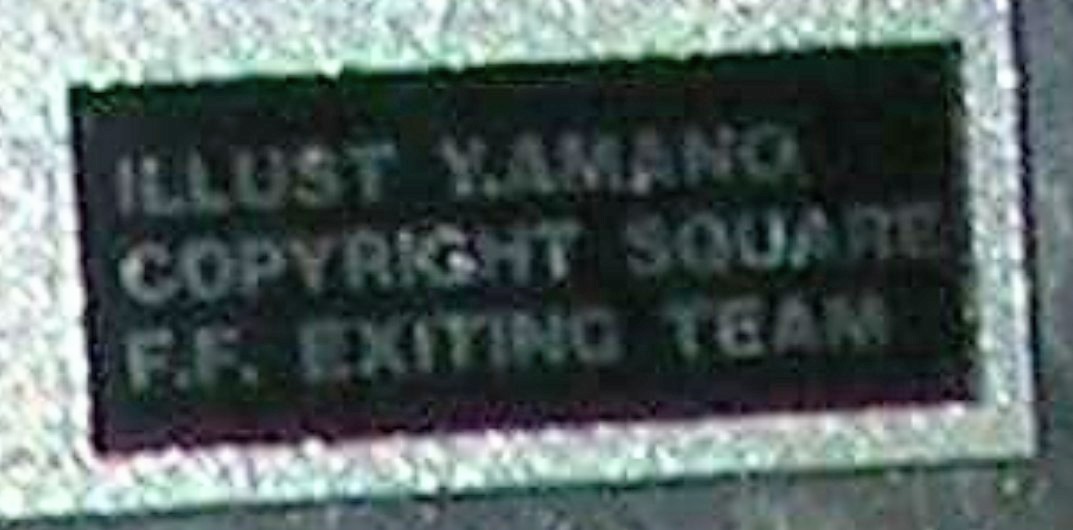 ILLUST Y.AMANO
COPYRIGHT SQUARE
F.F. EXITING TEAM